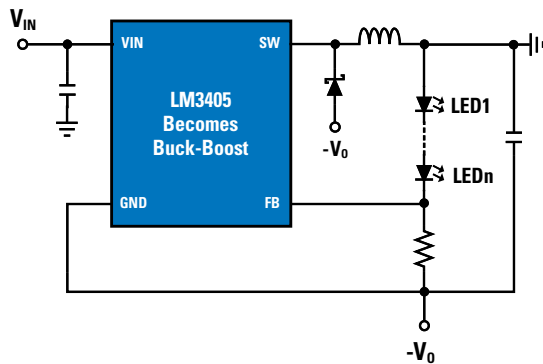 VIN
VIN
SW
LM3405
Becomes
Buck-Boost
LED1
-V0
LEDn
GND
FB
-V0